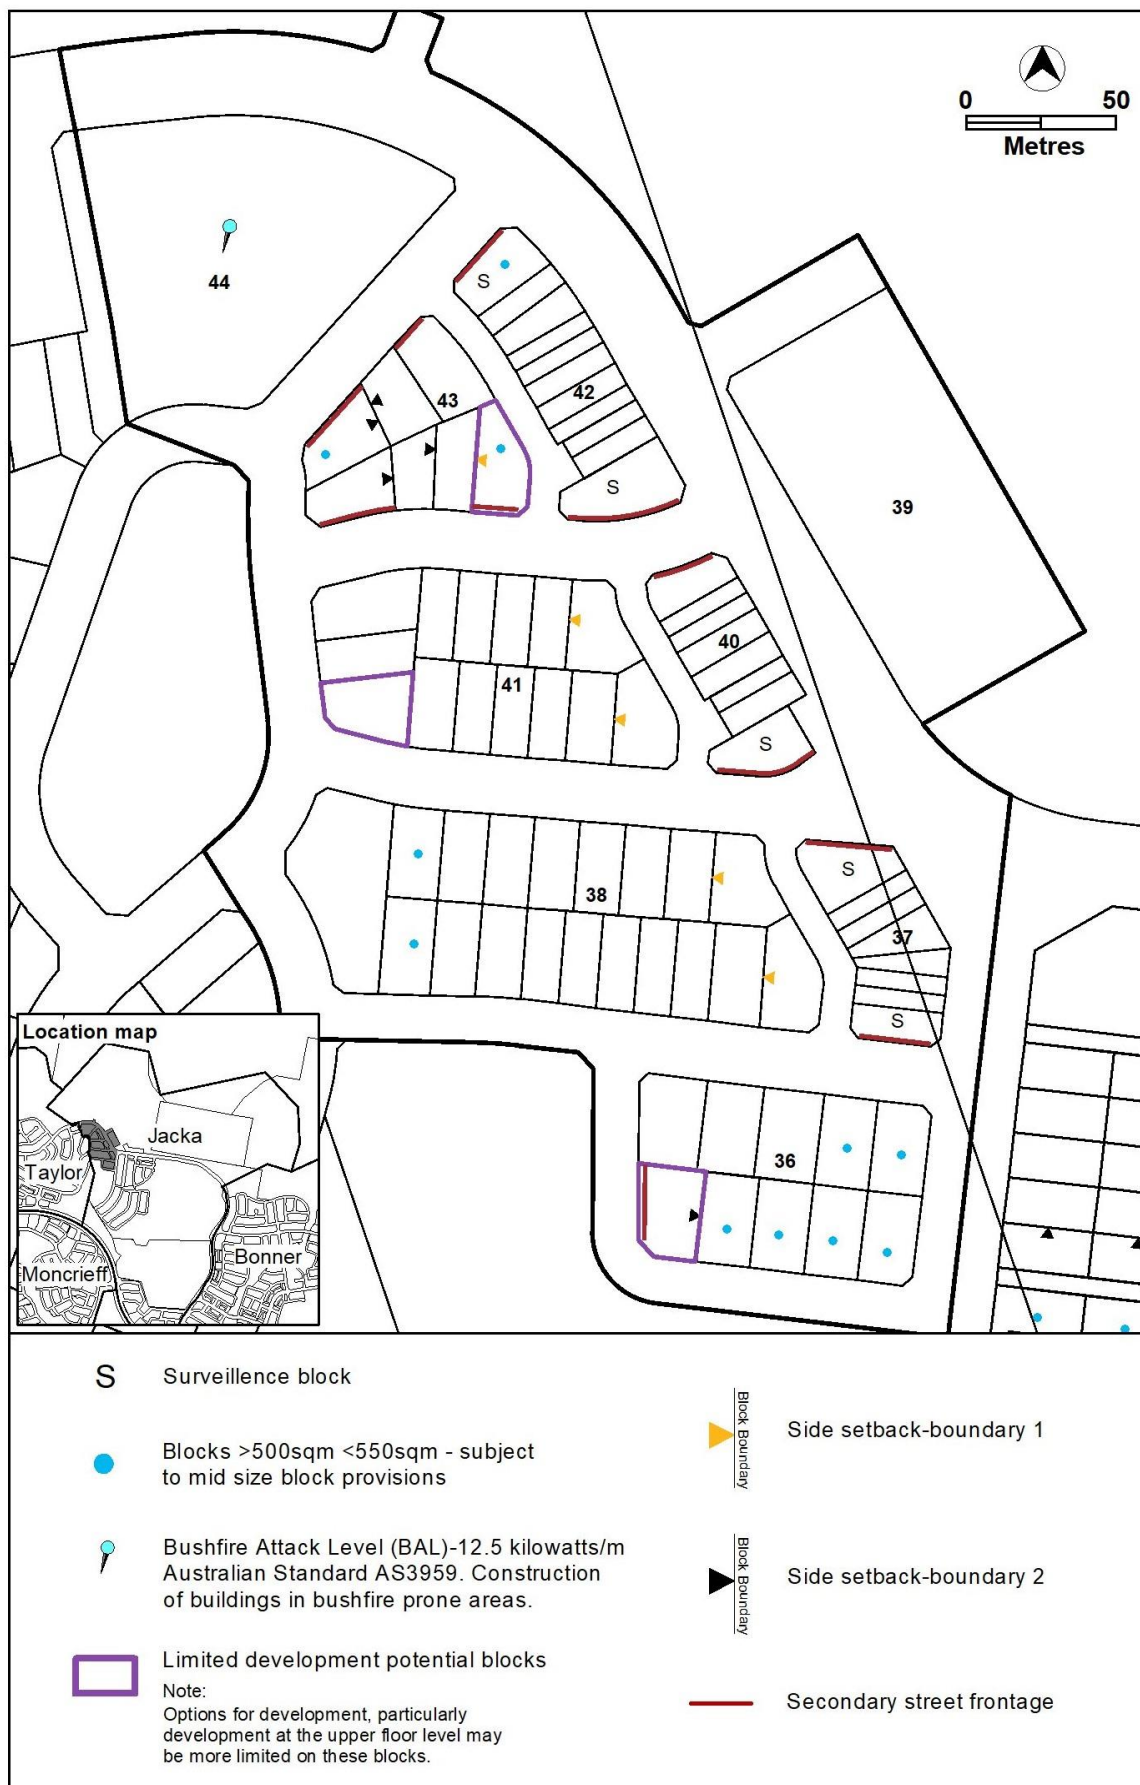 0 50
Metres
44
S
42
43
39
S
40
41
S
S
38
37
S
36
Location map
Jacka
Taylor
Bonner
Moncrieff
S Surveillence block
Blocks >500sqm <550sqm - subject
to mid size block provisions
Bushfire Attack Level (BAL)-12.5 kilowatts/m
Australian Standard AS3959. Construction
of buildings in bushfire prone areas.
Limited development potential blocks
Note:
Options for development, particularly
development at the upper floor level may
be more limited on these blocks.
Block Boundary
Side setback-boundary 1
Block Boundary
Side setback-boundary 2
Secondary street frontage